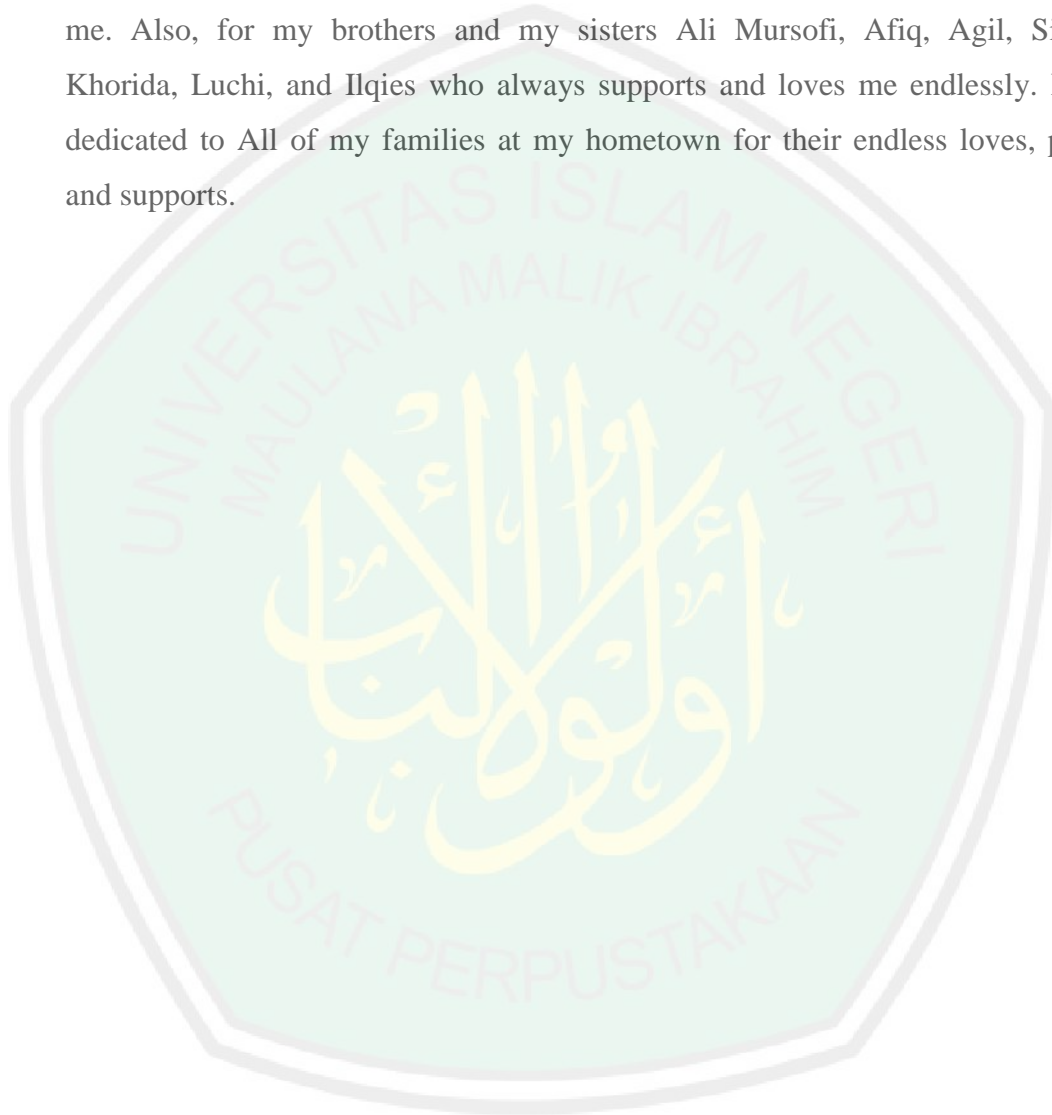 me. Also, for my brothers and my sisters Ali Mursofi, Afiq, Agil,
Khorida, Luchi, and Ilqies who always supports and loves me endlessly.
dedicated to All of my families at my hometown for their endless loves,
and supports.
UNIVERSITAS ISLAM NEGERI
MAULANA MALIK IBRAHIM
أولوا الألباب
PUSAT PERPUSTAKAAN